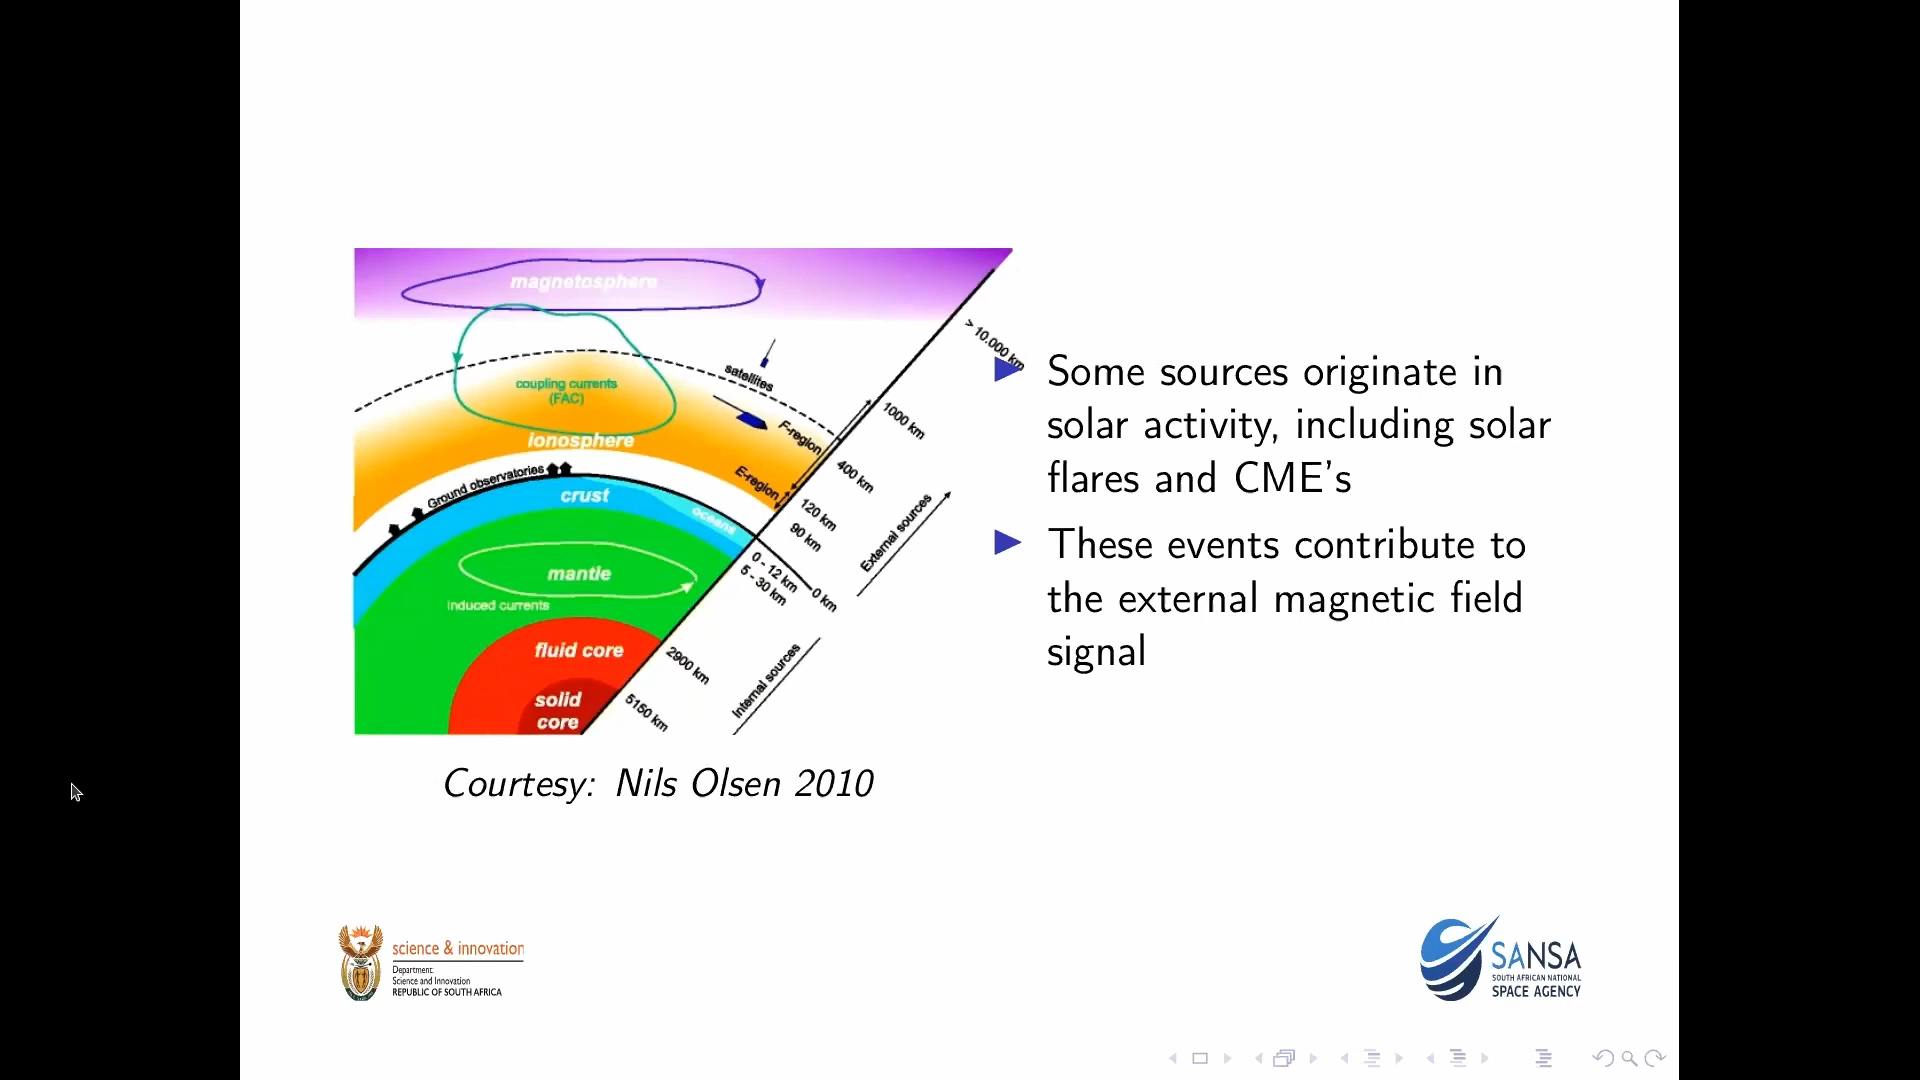 magnetosphere
> 10.000 km
satellites
coupling currents
(FAC)
1000 km
F-region
ionosphere
400 km
Ground observatories
E-region
crust
120 km
oceans
90 km
External sources
0 - 12 km
5 - 30 km
0 km
mantle
induced currents
fluid core
2900 km
Internal sources
solid
core
5150 km
Courtesy: Nils Olsen 2010
Some sources originate in
solar activity, including solar
flares and CME's
These events contribute to
the external magnetic field
signal
science & innovation
Department:
Science and Innovation
REPUBLIC OF SOUTH AFRICA
SANSA
SOUTH AFRICAN NATIONAL
SPACE AGENCY